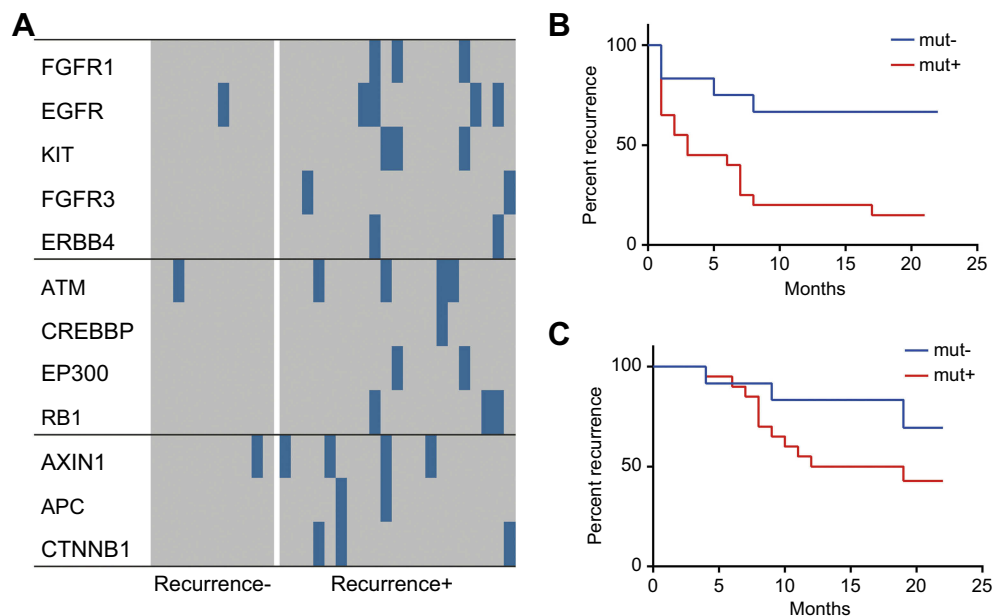 A
FGFR1
EGFR
KIT
FGFR3
ERBB4
ATM
CREBBP
EP300
RB1
AXIN1
APC
CTNNB1
Recurrence- Recurrence+
B
mut-
mut+
Percent recurrence
100
50
0
0 5 10 15 20 25
Months
C
mut-
mut+
Percent recurrence
100
50
0
0 5 10 15 20 25
Months